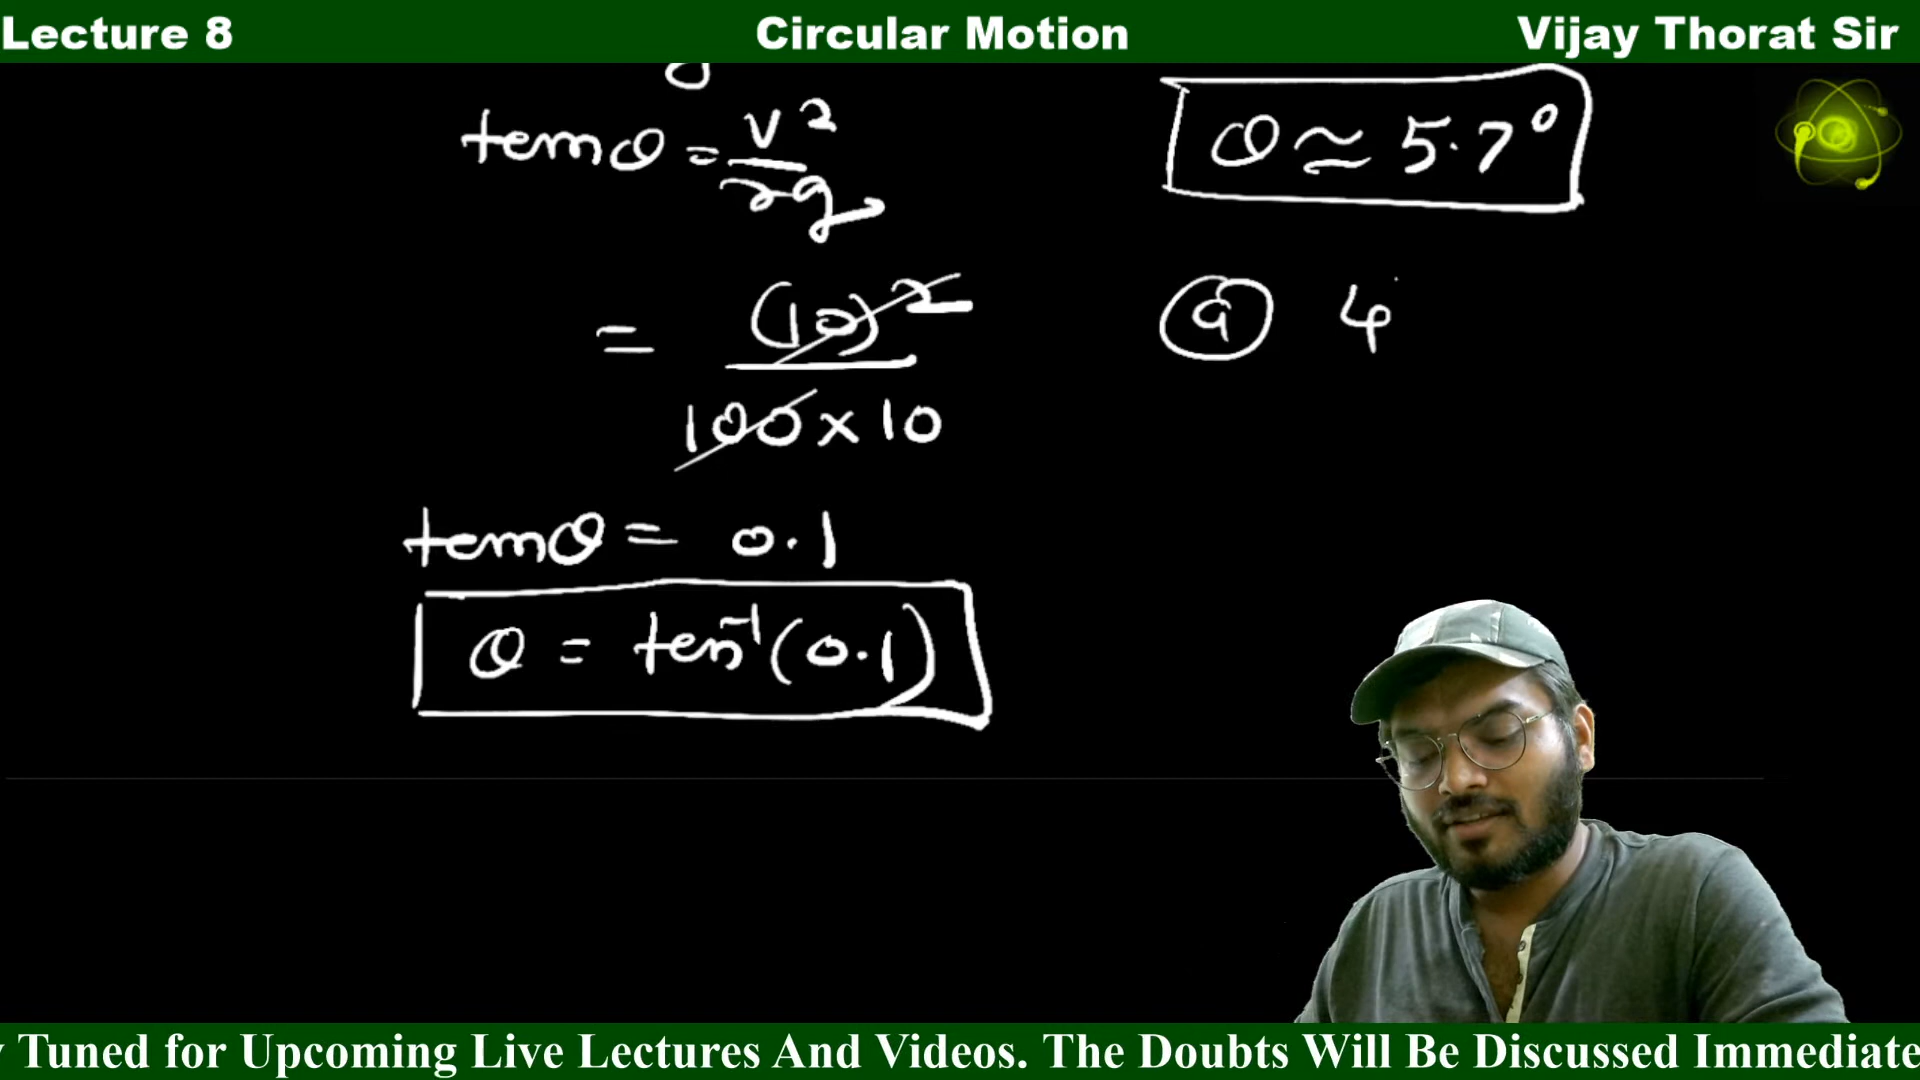 Lecture 8 Circular Motion Vijay Thorat Sir
tanθ = v²/rg
= (10)²/100×10
tanθ = 0.1
θ = tan⁻¹(0.1)
θ ≃ 5.7°
a 4
Tuned for Upcoming Live Lectures And Videos. The Doubts Will Be Discussed Immediate